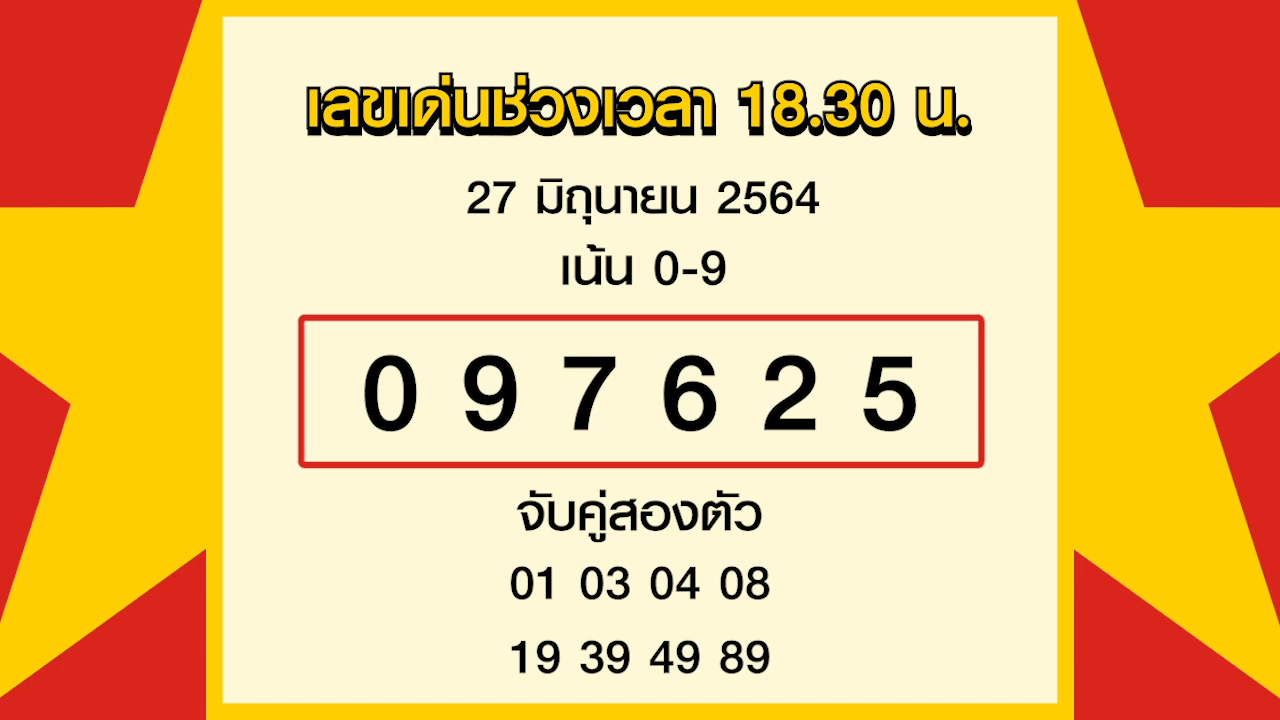 เลขเด่นช่วงเวลา 18.30 น.
27 มิถุนายน 2564
เน้น 0-9
0 9 7 6 2 5
จับคู่สองตัว
01 03 04 08
19 39 49 89